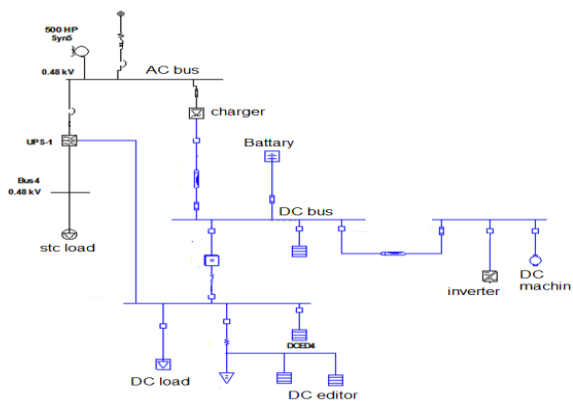 500 HP
Syn5
0.48 kV
AC bus
charger
UPS-1
Battary
Bus4
0.48 kV
DC bus
stc load
inverter
DC
machin
DCED4
DC load
DC editor